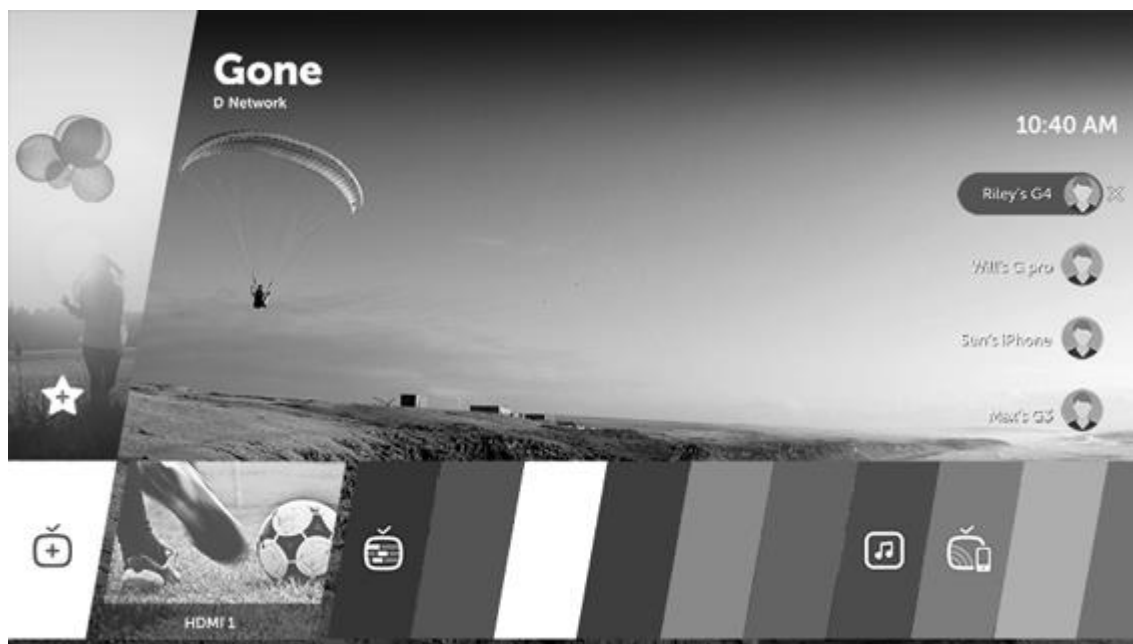 Gone
D Network
10:40 AM
Riley's G4
Will's G pro
Sun's iPhone
Max's G3
HDMI 1